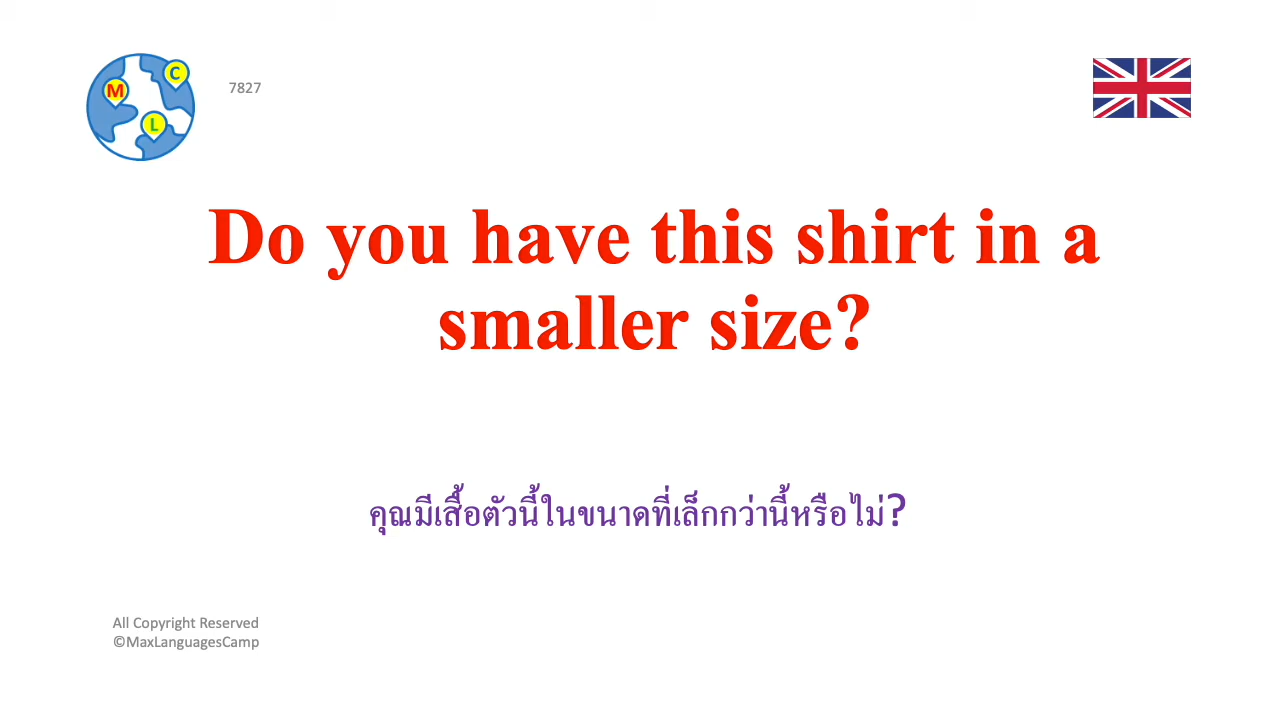 M
C
L
7827
Do you have this shirt in a
smaller size?
คุณมีเสื้อตัวนี้ในขนาดที่เล็กกว่านี้หรือไม่?
All Copyright Reserved
©MaxLanguagesCamp